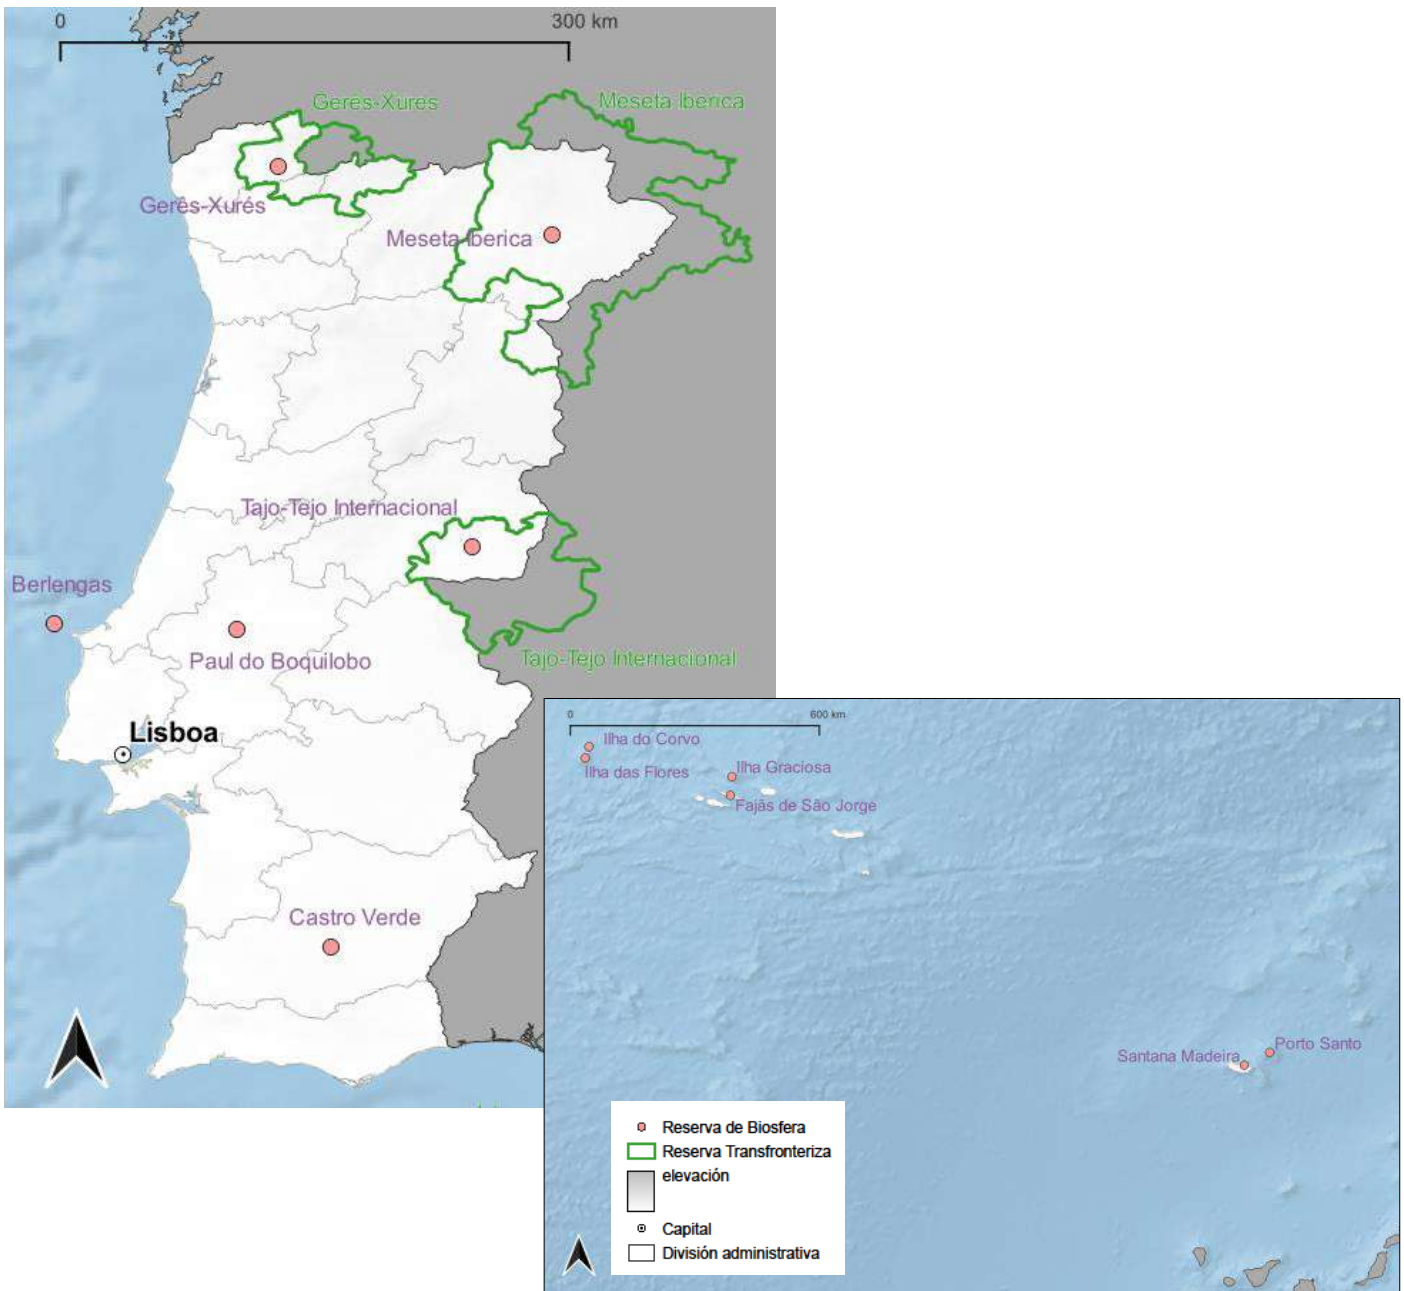 0 300 km
Gerês-Xures
Meseta Iberica
Gerês-Xurés
Meseta Iberica
Tajo-Tejo Internacional
Berlengas
Paul do Boquilobo
Tajo-Tejo Internacional
Lisboa
Castro Verde
0 600 km
Ilha do Corvo
Ilha das Flores
Ilha Graciosa
Fajãs de São Jorge
Santana Madeira
Porto Santo
Reserva de Biosfera
Reserva Transfronteriza
elevación
Capital
División administrativa